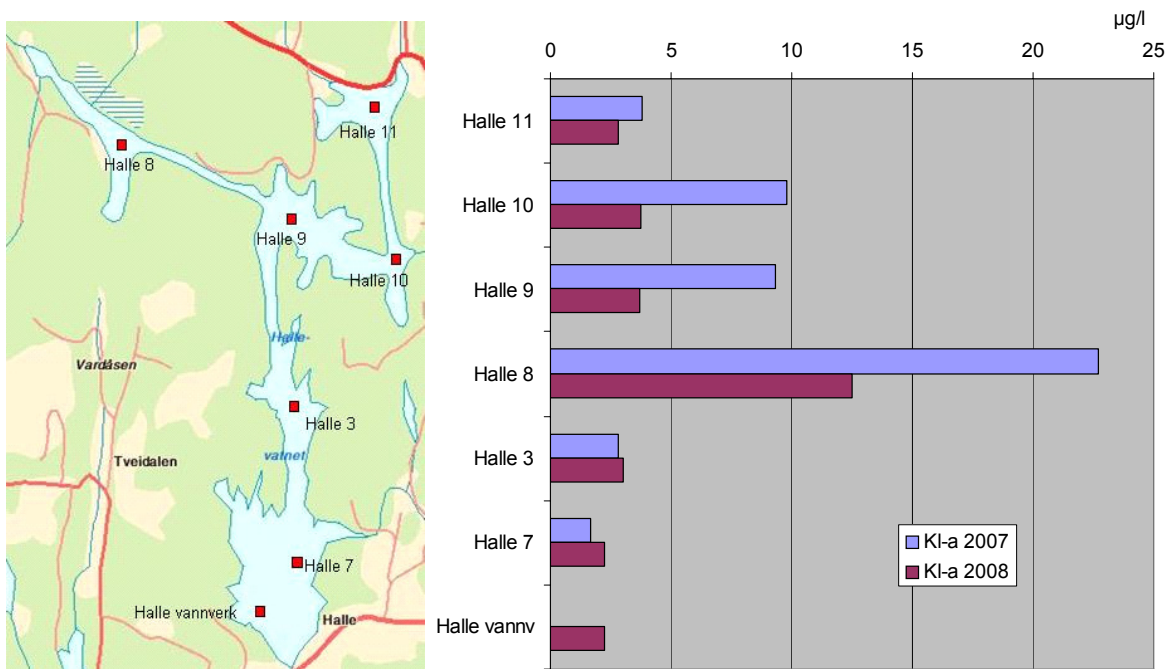 Halle 11
Halle 8
Halle 9
Halle 10
Halle-
Vardåsen
Halle 3
vatnet
Tveidalen
Halle 7
Halle vannverk
Halle
µg/l
0 5 10 15 20 25
Halle 11
Halle 10
Halle 9
Halle 8
Halle 3
Halle 7
Halle vannv
Kl-a 2007
Kl-a 2008